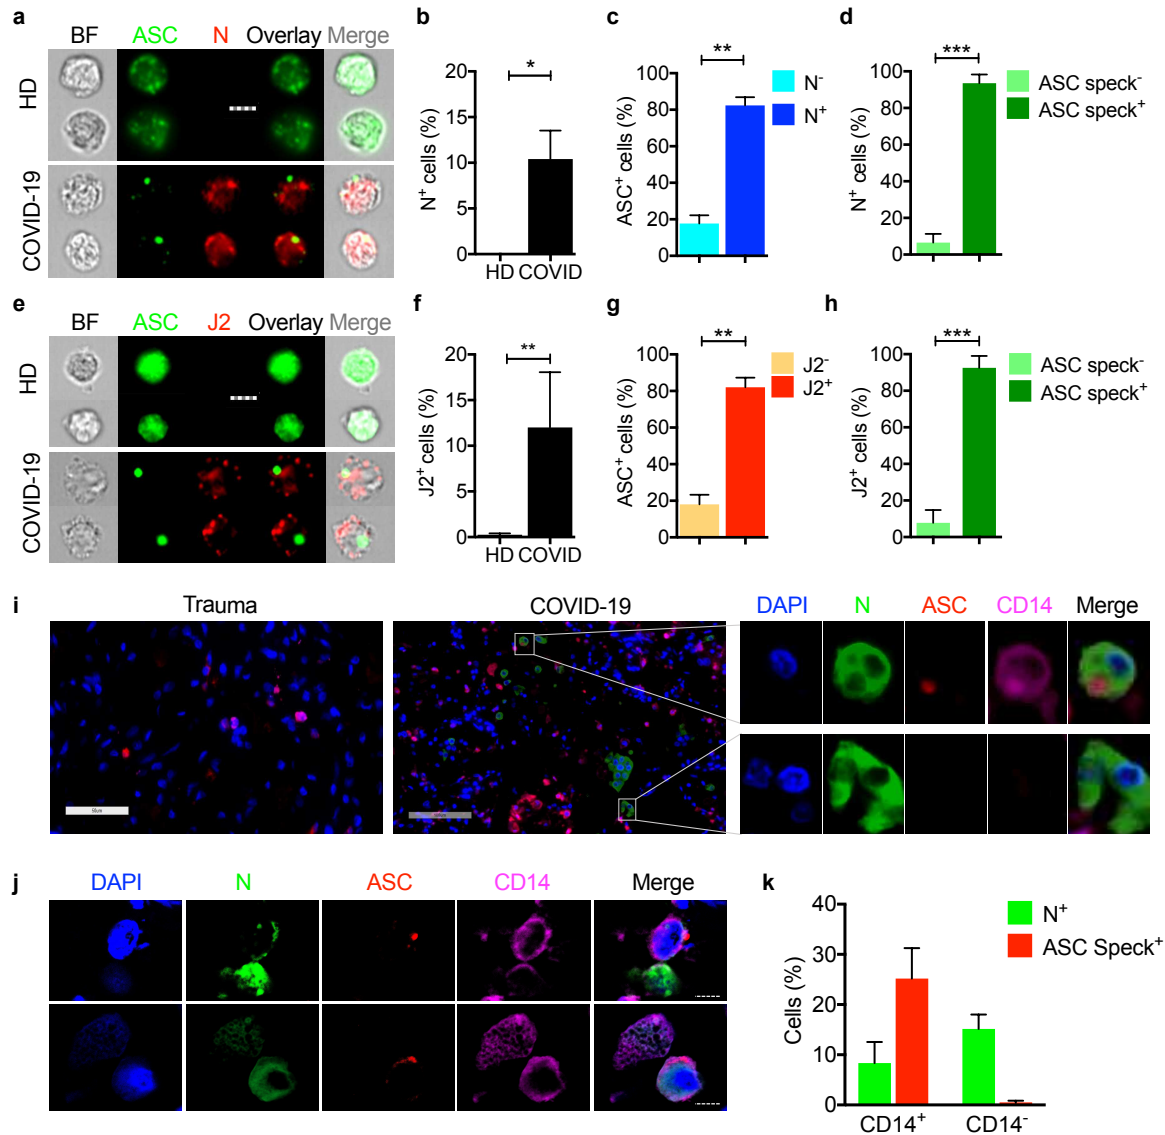 a
BF ASC N Overlay Merge
HD
COVID-19
b
N+ cells (%)
20
15
10
5
0
*
HD COVID
c
ASC+ cells (%)
100
80
60
40
20
0
**
N-
N+
d
N+ cells (%)
100
80
60
40
20
0
***
ASC speck-
ASC speck+
e
BF ASC J2 Overlay Merge
HD
COVID-19
f
J2+ cells (%)
20
15
10
5
0
**
HD COVID
g
ASC+ cells (%)
100
80
60
40
20
0
**
J2-
J2+
h
J2+ cells (%)
100
80
60
40
20
0
***
ASC speck-
ASC speck+
i
Trauma
COVID-19
DAPI N ASC CD14 Merge
50um
j
DAPI N ASC CD14 Merge
k
Cells (%)
40
30
20
10
0
N+
ASC Speck+
CD14+ CD14-